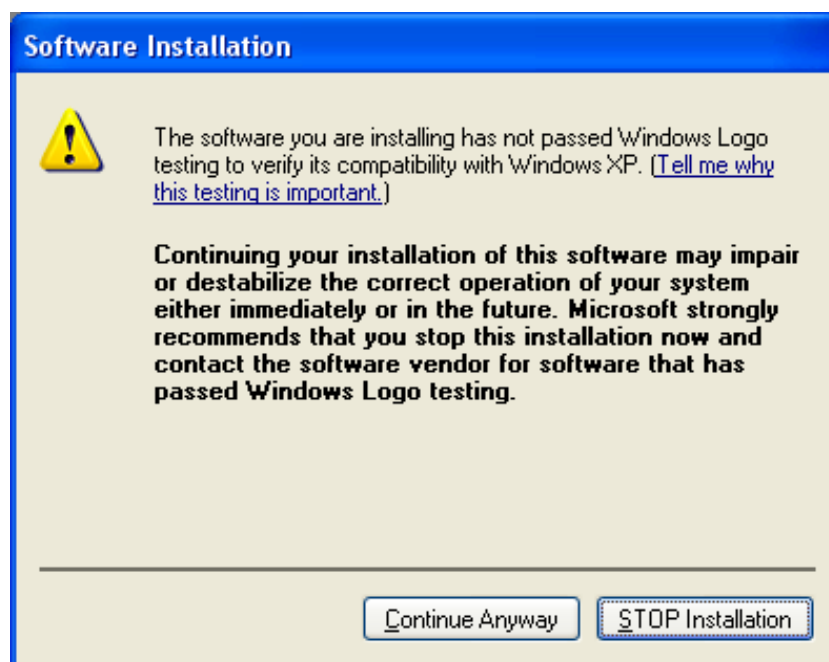 Software Installation
The software you are installing has not passed Windows Logo
testing to verify its compatibility with Windows XP. (Tell me why
this testing is important.)
Continuing your installation of this software may impair
or destabilize the correct operation of your system
either immediately or in the future. Microsoft strongly
recommends that you stop this installation now and
contact the software vendor for software that has
passed Windows Logo testing.
Continue Anyway
STOP Installation